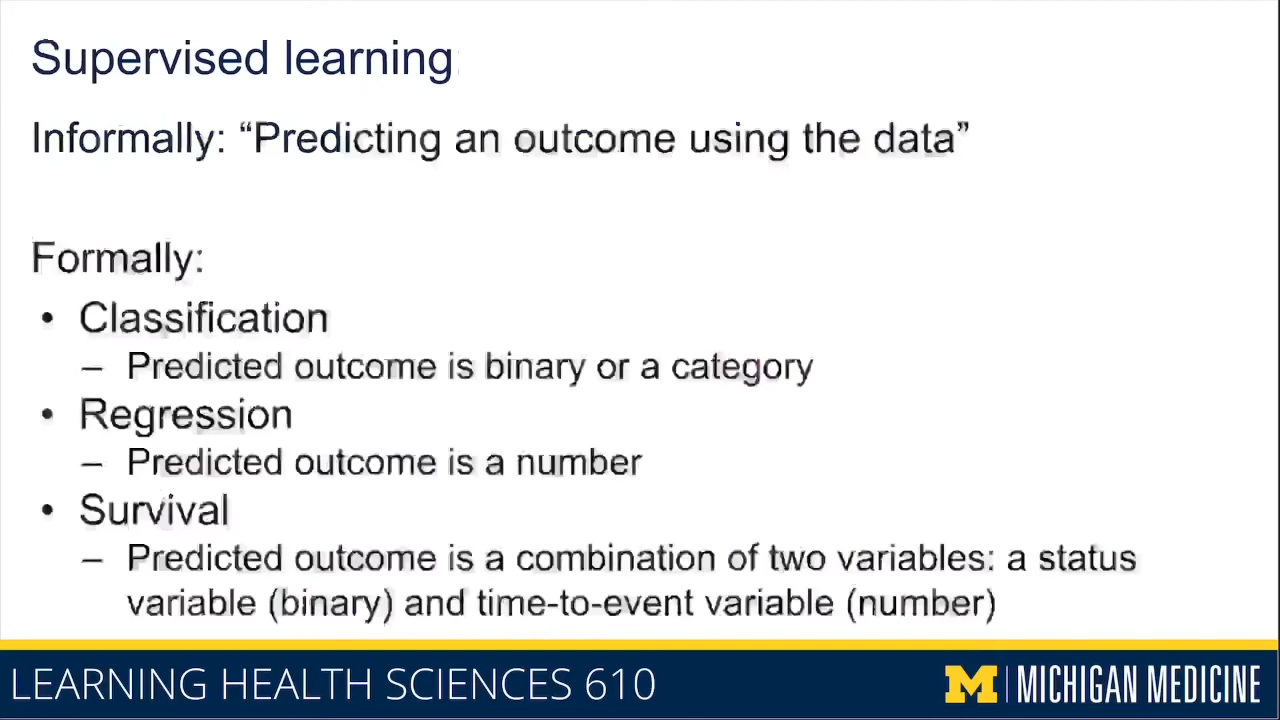 Supervised learning
Informally: “Predicting an outcome using the data”
Formally:
• Classification
– Predicted outcome is binary or a category
• Regression
– Predicted outcome is a number
• Survival
– Predicted outcome is a combination of two variables: a status
variable (binary) and time-to-event variable (number)
LEARNING HEALTH SCIENCES 610
M | MICHIGAN MEDICINE